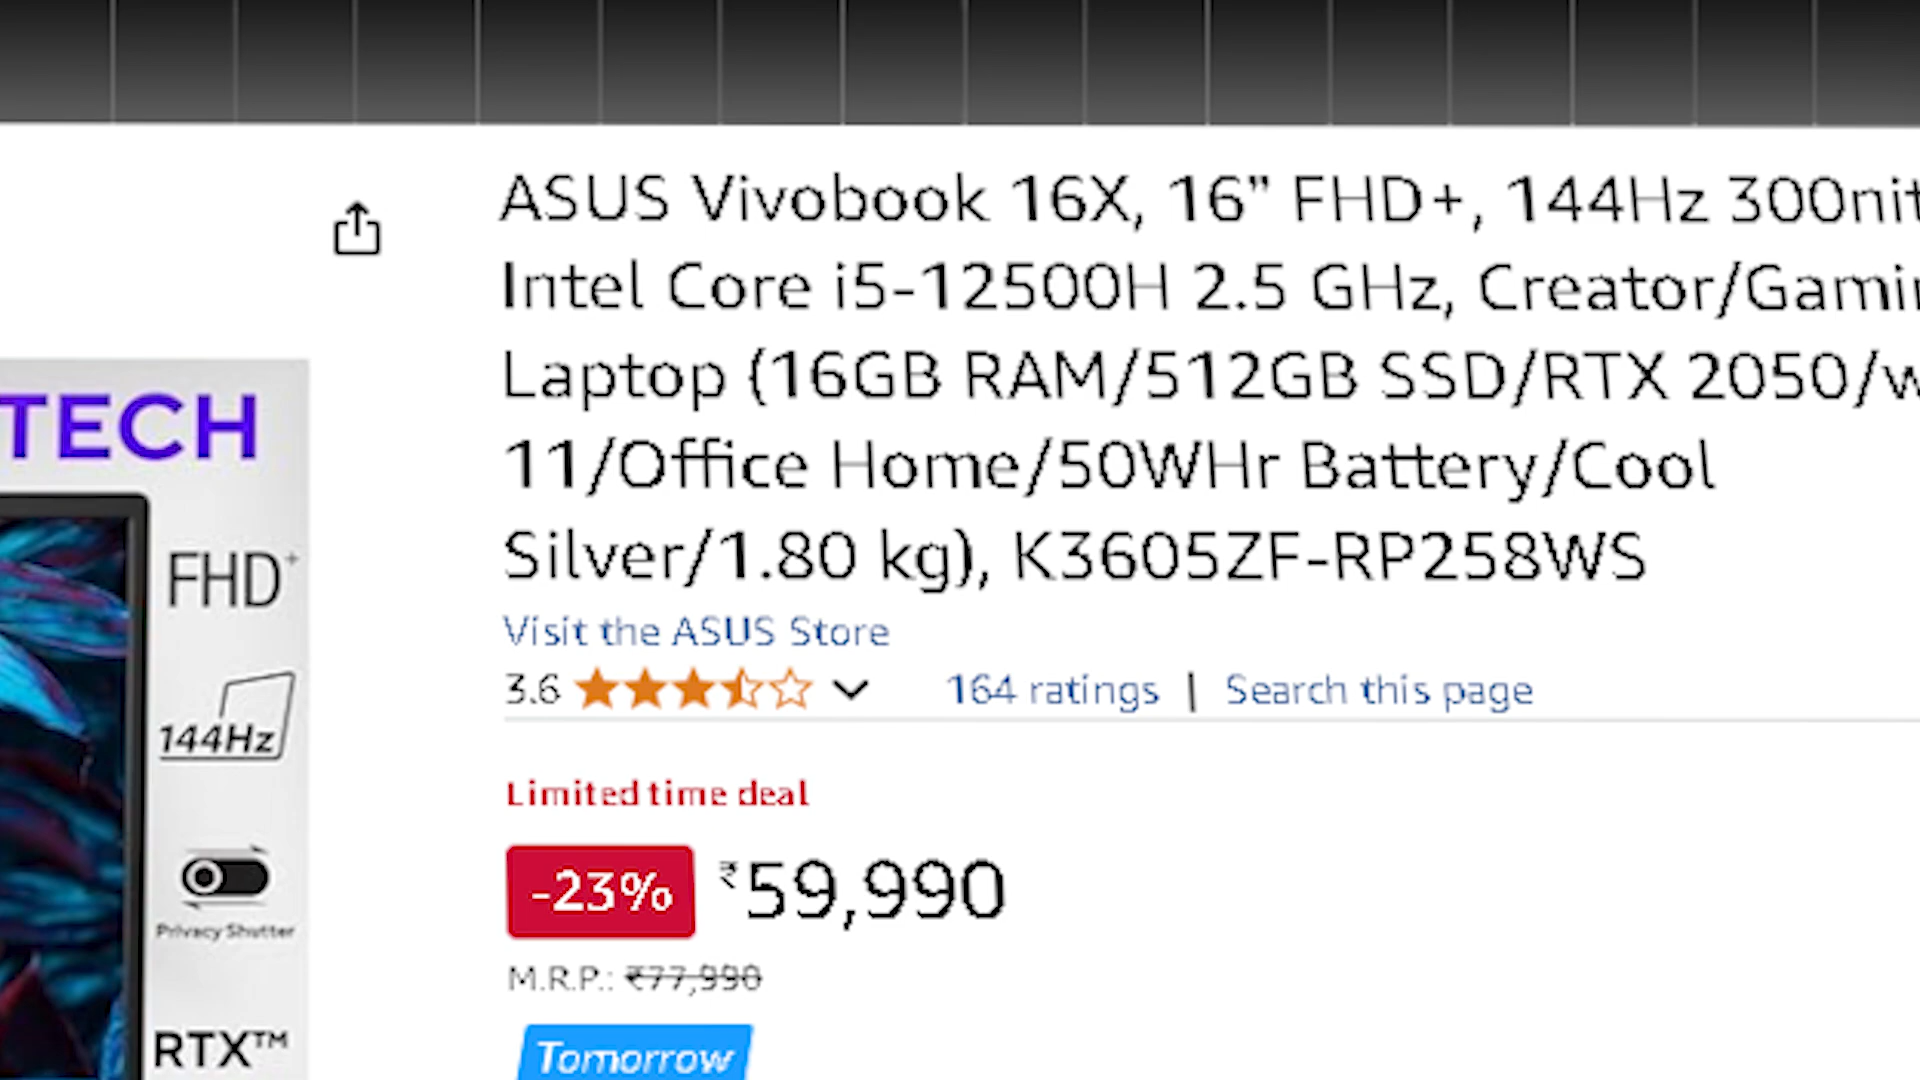 ASUS Vivobook 16X, 16” FHD+, 144Hz 300nit
Intel Core i5-12500H 2.5 GHz, Creator/Gamin
Laptop (16GB RAM/512GB SSD/RTX 2050/w
11/Office Home/50WHr Battery/Cool
Silver/1.80 kg), K3605ZF-RP258WS
Visit the ASUS Store
3.6 164 ratings | Search this page
Limited time deal
-23% ₹59,990
M.R.P.: ₹77,990
Tomorrow
TECH
FHD+
144Hz
Privacy Shutter
RTX™